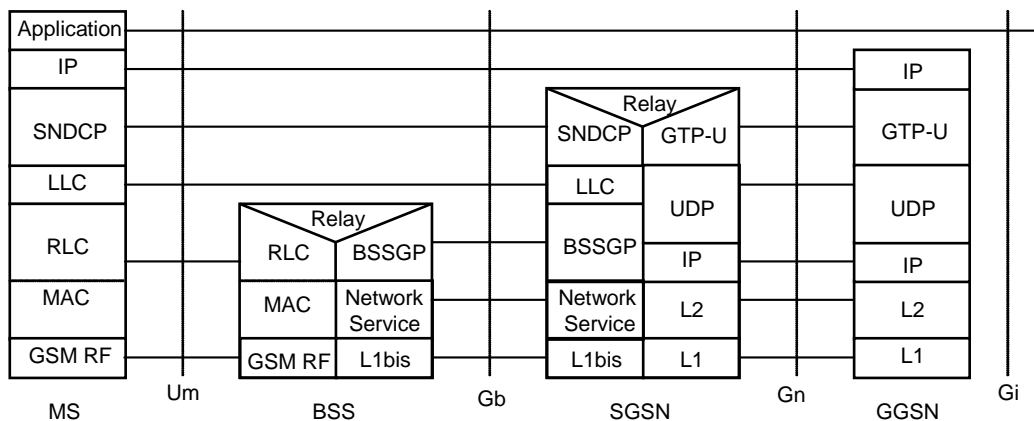 Application
IP
SNDCP
LLC
RLC
MAC
GSM RF
MS
Um
Relay
RLC
BSSGP
MAC
Network
Service
GSM RF
L1bis
BSS
Gb
Relay
SNDCP
GTP-U
LLC
UDP
BSSGP
IP
Network
Service
L2
L1bis
L1
SGSN
Gn
IP
GTP-U
UDP
IP
L2
L1
GGSN
Gi